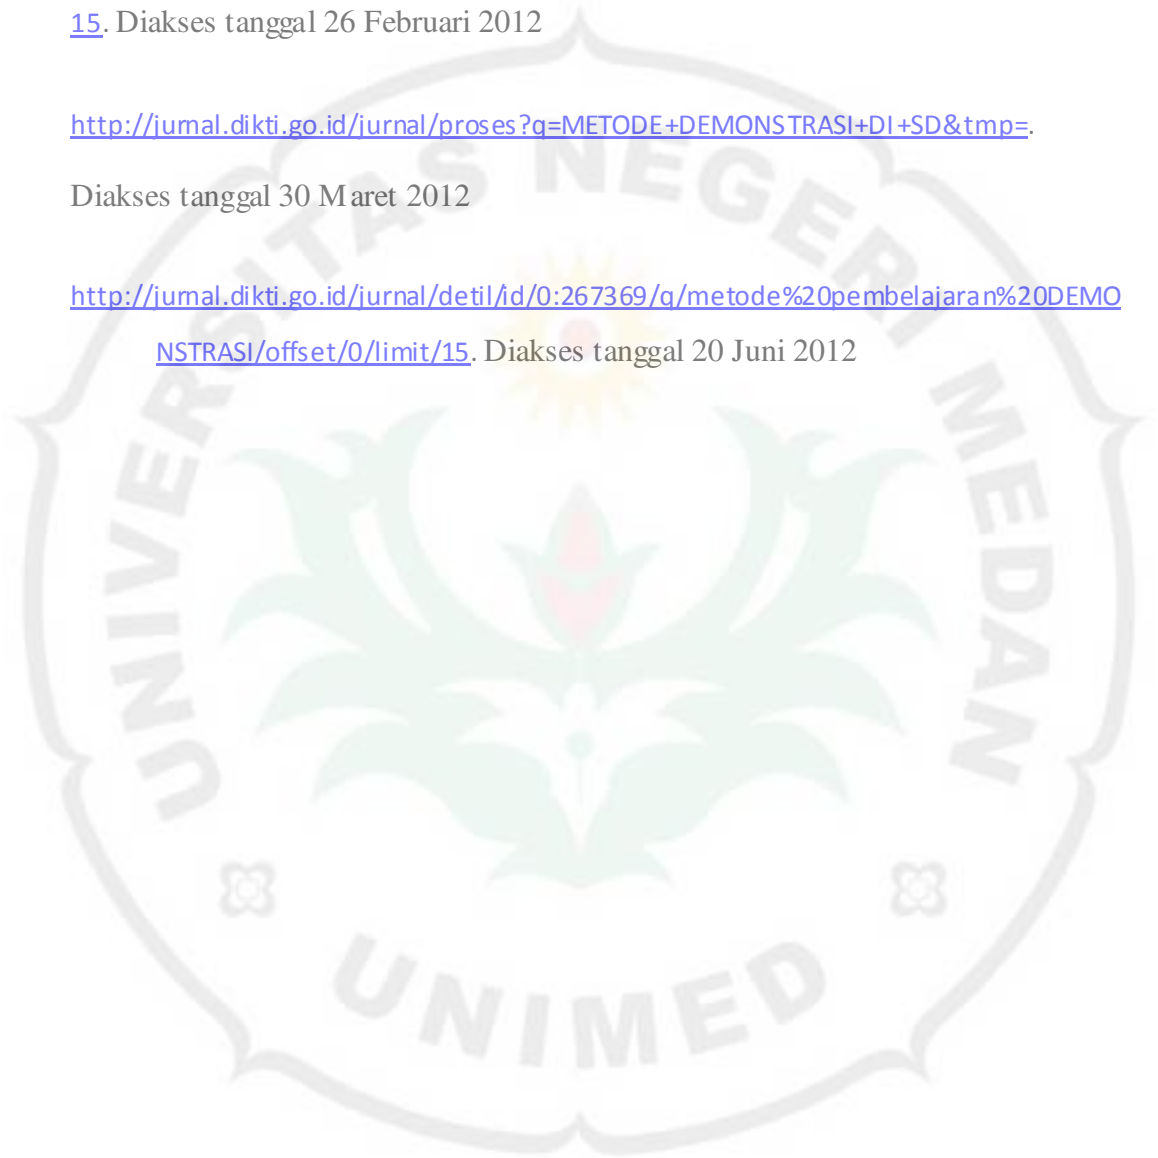 15. Diakses tanggal 26 Februari 2012
http://jurnal.dikti.go.id/jurnal/proses?q=METODE+DEMONSTRASI+DI+SD&tmp=.
Diakses tanggal 30 Maret 2012
http://jurnal.dikti.go.id/jurnal/detil/id/0:267369/q/metode%20pembelajaran%20DEMO
NSTRASI/offset/0/limit/15. Diakses tanggal 20 Juni 2012
UNIVERSITAS NEGERI MEDAN
UNIMED